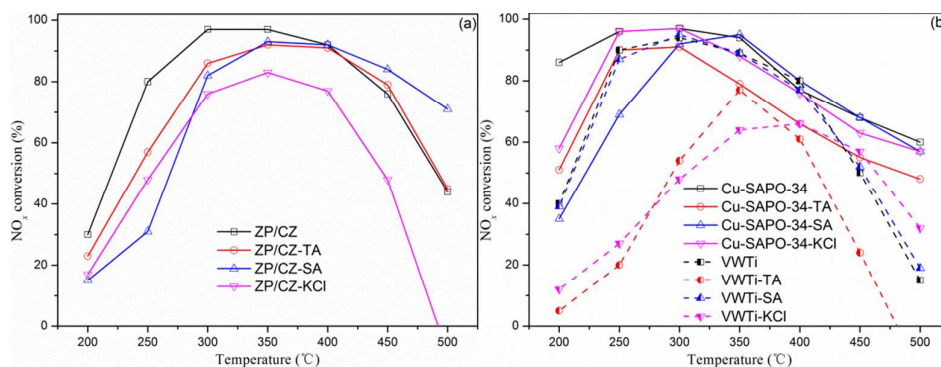 (a)
NOx conversion (%)
100
80
60
40
20
0
ZP/CZ
ZP/CZ-TA
ZP/CZ-SA
ZP/CZ-KCl
200 250 300 350 400 450 500
Temperature (℃)
(b)
NOx conversion (%)
100
80
60
40
20
0
Cu-SAPO-34
Cu-SAPO-34-TA
Cu-SAPO-34-SA
Cu-SAPO-34-KCl
VWTi
VWTi-TA
VWTi-SA
VWTi-KCl
200 250 300 350 400 450 500
Temperature (℃)